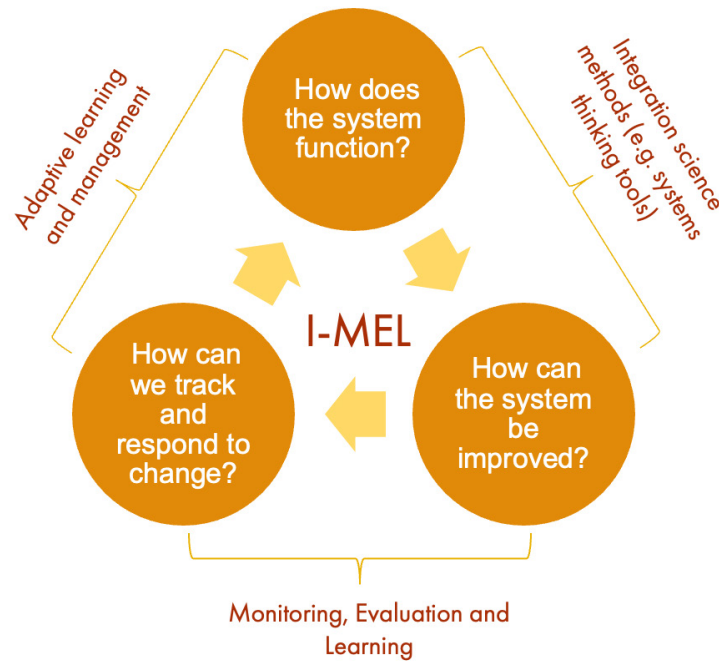 How does
the system
function?
Adaptive learning
and management
Integration science
methods (e.g. systems
thinking tools)
I-MEL
How can
we track
and
respond to
change?
How can
the system
be
improved?
Monitoring, Evaluation and
Learning